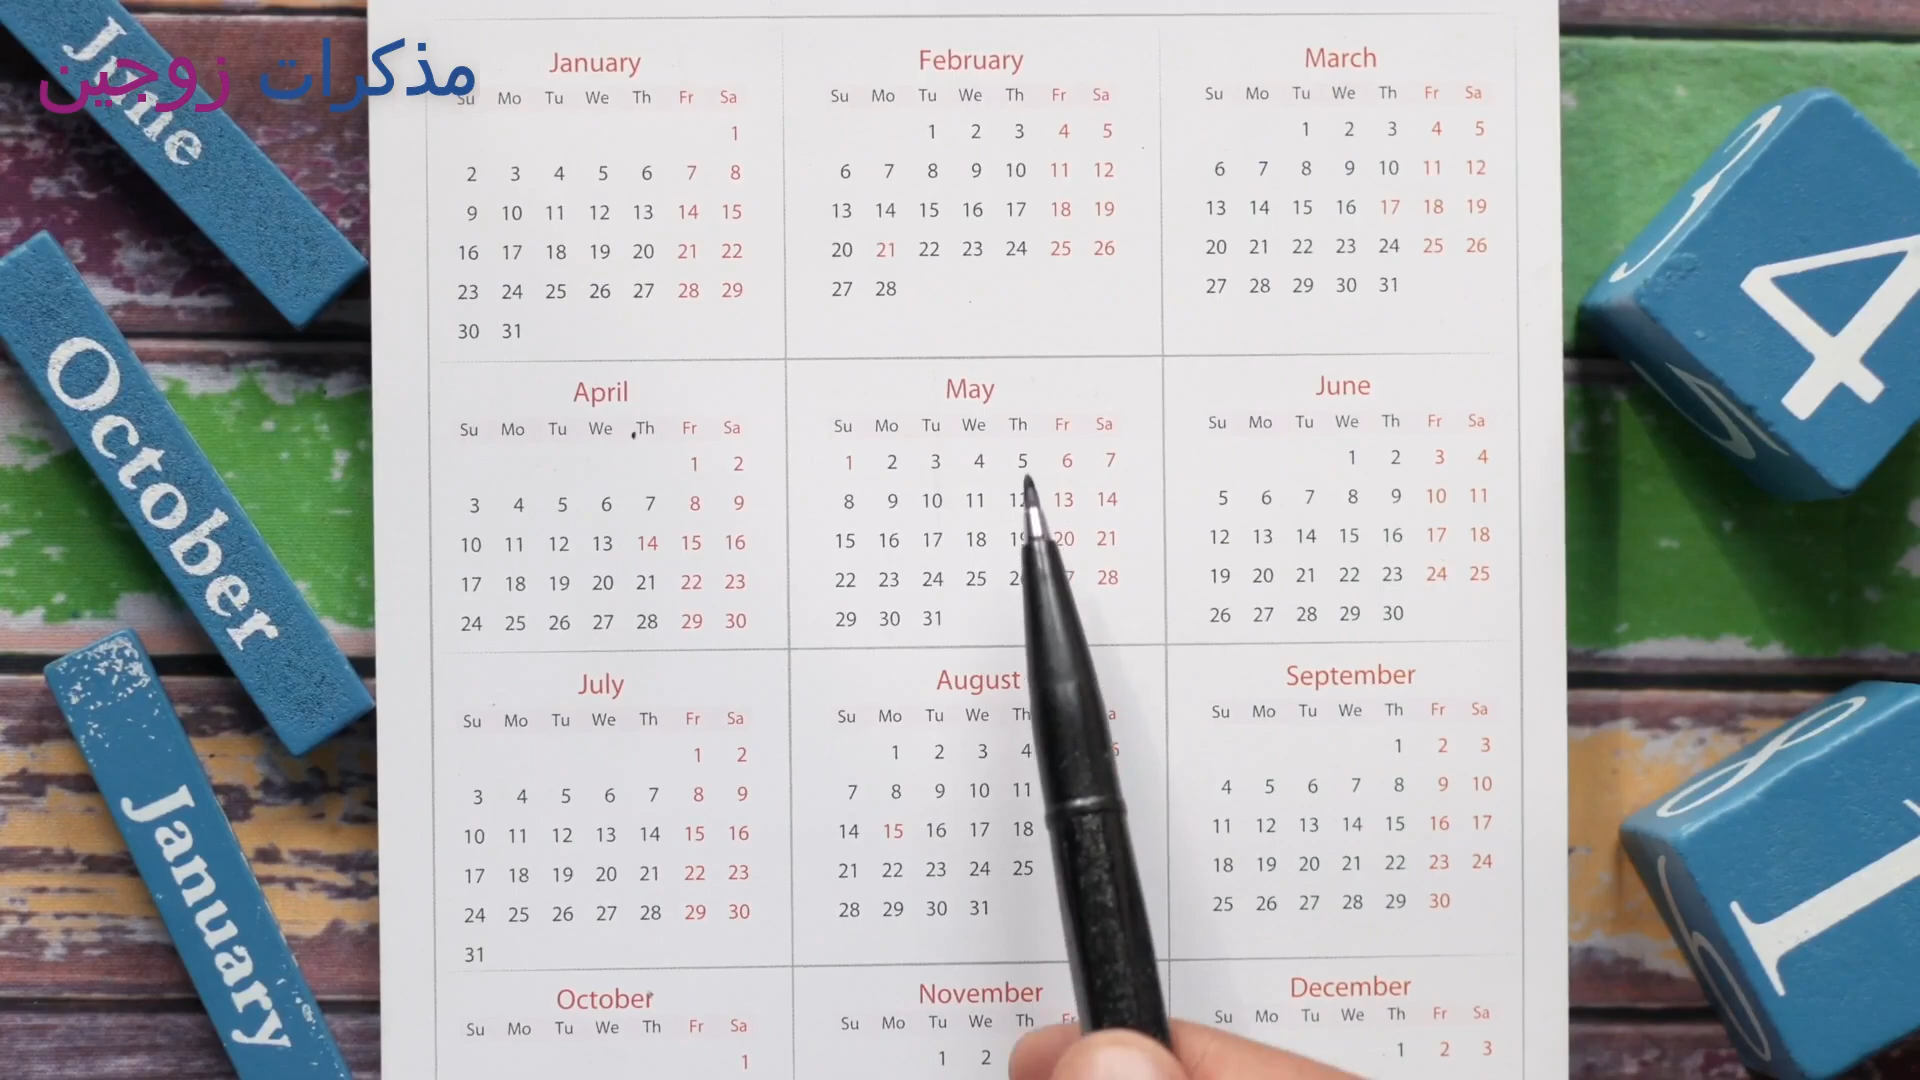 مذكرات زوجين
June
October
January
4
1
January February March
Su Mo Tu We Th Fr Sa Su Mo Tu We Th Fr Sa Su Mo Tu We Th Fr Sa
1 1 2 3 4 5 1 2 3 4 5
2 3 4 5 6 7 8 6 7 8 9 10 11 12 6 7 8 9 10 11 12
9 10 11 12 13 14 15 13 14 15 16 17 18 19 13 14 15 16 17 18 19
16 17 18 19 20 21 22 20 21 22 23 24 25 26 20 21 22 23 24 25 26
23 24 25 26 27 28 29 27 28 27 28 29 30 31
30 31
April May June
Su Mo Tu We Th Fr Sa Su Mo Tu We Th Fr Sa Su Mo Tu We Th Fr Sa
1 2 1 2 3 4 5 6 7 1 2 3 4
3 4 5 6 7 8 9 8 9 10 11 12 13 14 5 6 7 8 9 10 11
10 11 12 13 14 15 16 15 16 17 18 19 20 21 12 13 14 15 16 17 18
17 18 19 20 21 22 23 22 23 24 25 28 19 20 21 22 23 24 25
24 25 26 27 28 29 30 29 30 31 26 27 28 29 30
July August September
Su Mo Tu We Th Fr Sa Su Mo Tu We Th Su Mo Tu We Th Fr Sa
1 2 1 2 3 4 1 2 3
3 4 5 6 7 8 9 7 8 9 10 11 4 5 6 7 8 9 10
10 11 12 13 14 15 16 14 15 16 17 18 11 12 13 14 15 16 17
17 18 19 20 21 22 23 21 22 23 24 25 18 19 20 21 22 23 24
24 25 26 27 28 29 30 28 29 30 31 25 26 27 28 29 30
31
October November December
Su Mo Tu We Th Fr Sa Su Mo Tu We Th Fr Su Mo Tu We Th Fr Sa
1 1 2 1 2 3